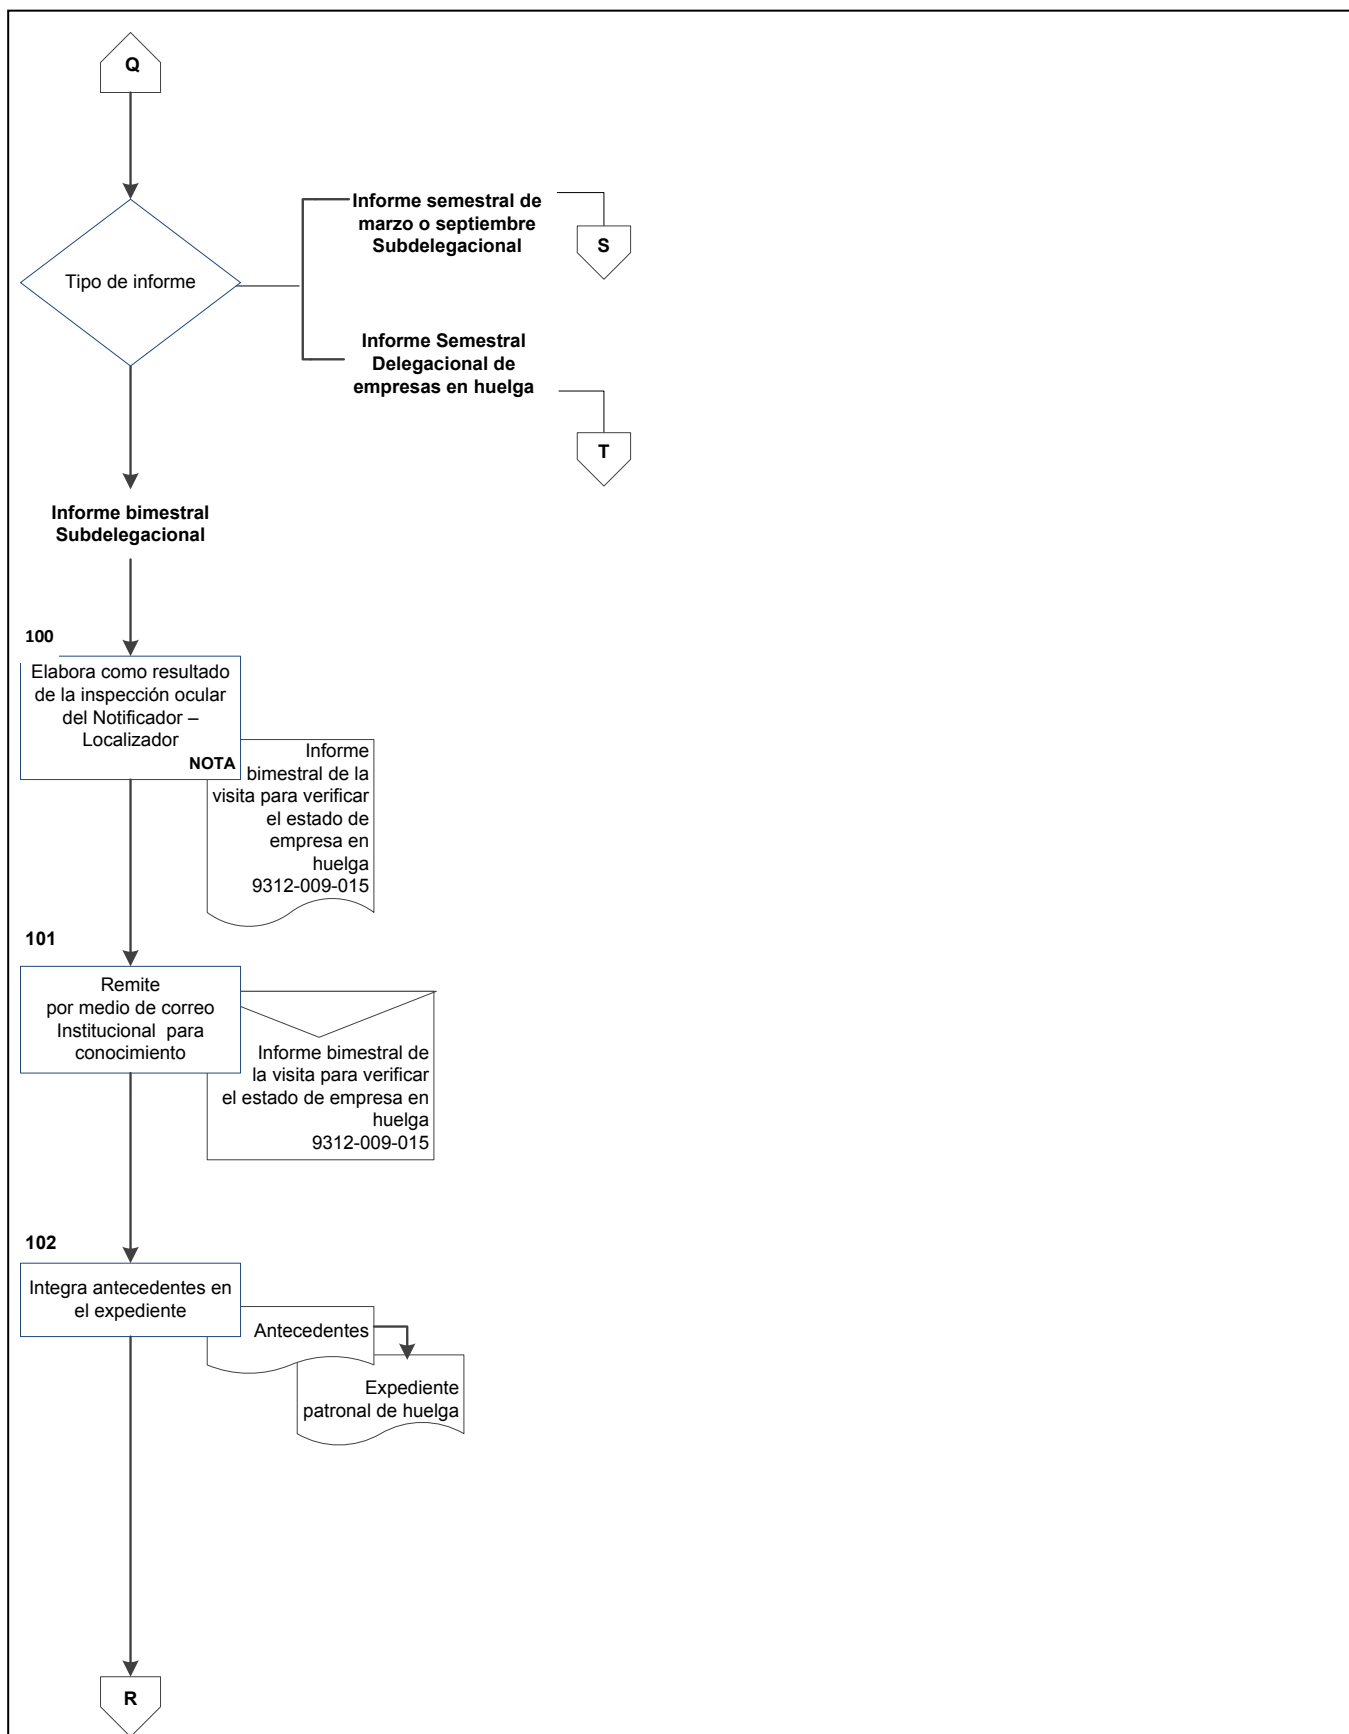 Q
Tipo de informe
Informe semestral de
marzo o septiembre
Subdelegacional
S
Informe Semestral
Delegacional de
empresas en huelga
T
Informe bimestral
Subdelegacional
100
Elabora como resultado
de la inspección ocular
del Notificador –
Localizador
NOTA
Informe
bimestral de la
visita para verificar
el estado de
empresa en
huelga
9312-009-015
101
Remite
por medio de correo
Institucional para
conocimiento
Informe bimestral de
la visita para verificar
el estado de empresa en
huelga
9312-009-015
102
Integra antecedentes en
el expediente
Antecedentes
Expediente
patronal de huelga
R